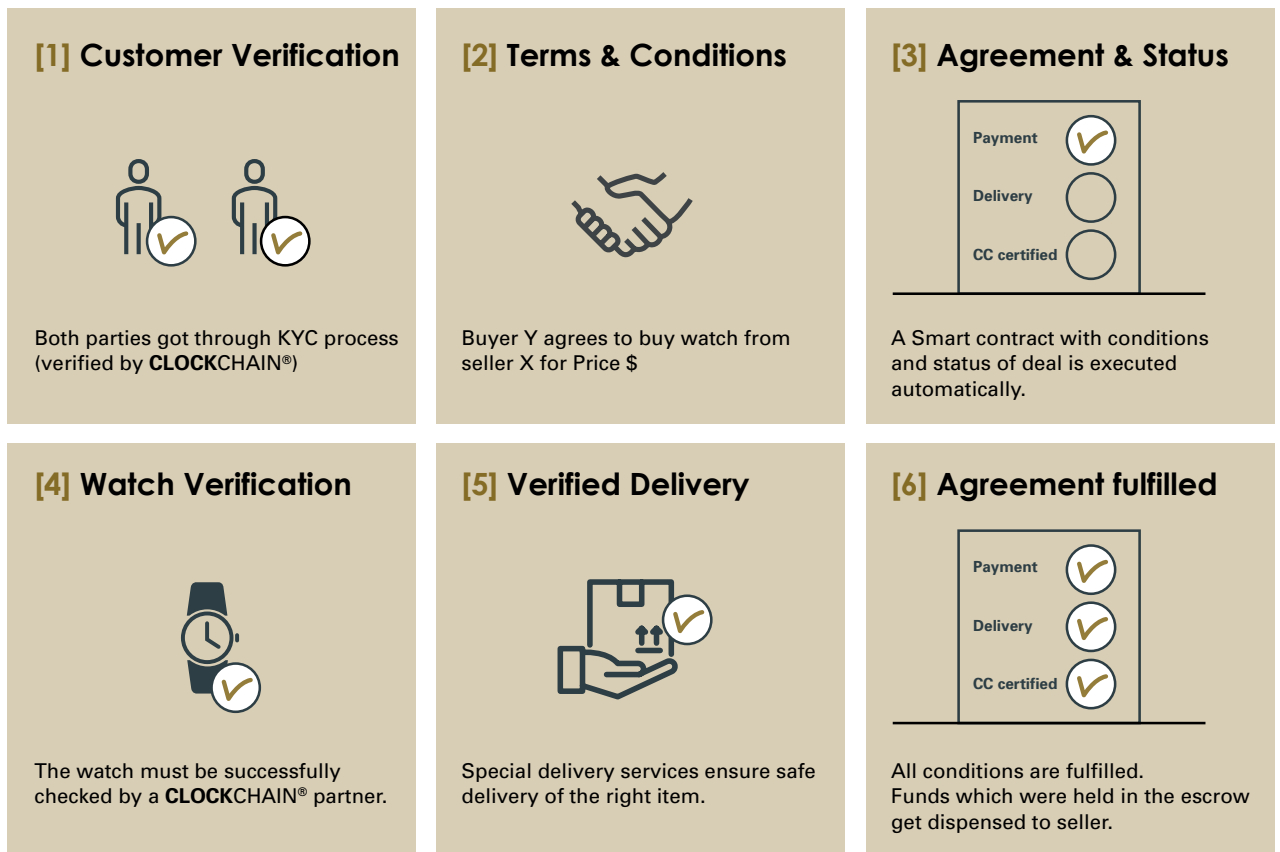 [1] Customer Verification
Both parties got through KYC process
(verified by CLOCKCHAIN®)
[2] Terms & Conditions
Buyer Y agrees to buy watch from
seller X for Price $
[3] Agreement & Status
Payment
Delivery
CC certified
A Smart contract with conditions
and status of deal is executed
automatically.
[4] Watch Verification
The watch must be successfully
checked by a CLOCKCHAIN® partner.
[5] Verified Delivery
Special delivery services ensure safe
delivery of the right item.
[6] Agreement fulfilled
Payment
Delivery
CC certified
All conditions are fulfilled.
Funds which were held in the escrow
get dispensed to seller.